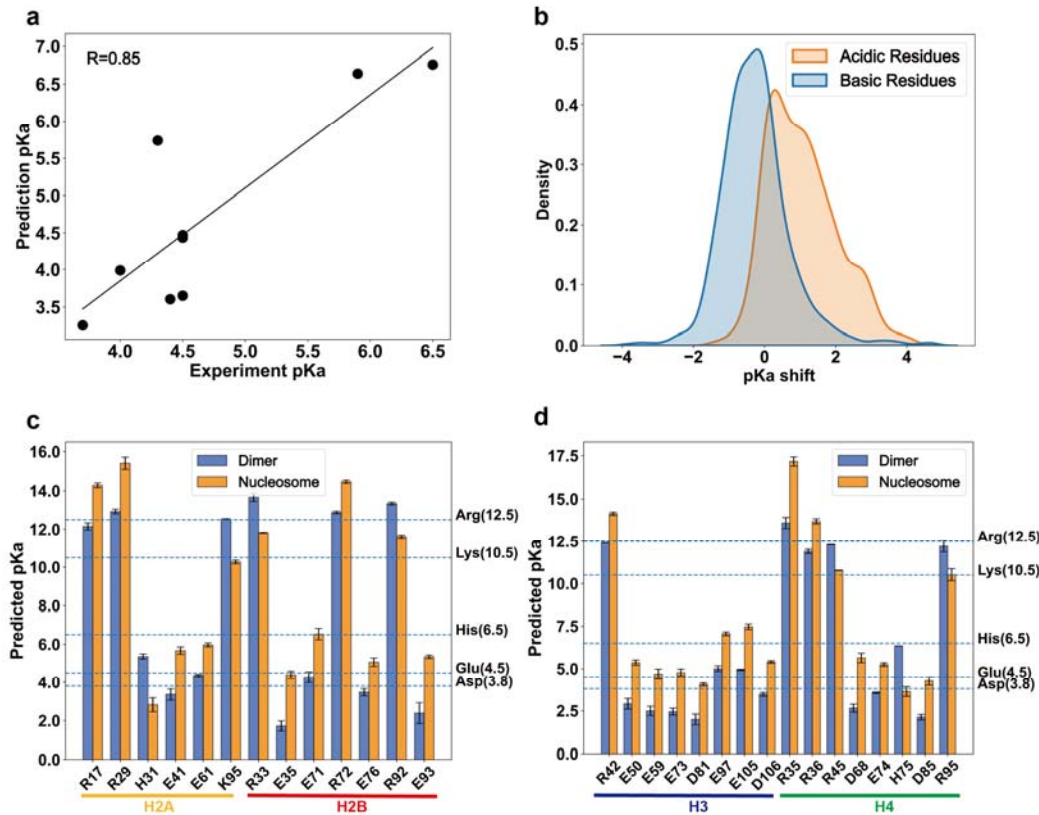 a
R=0.85
7.0
6.5
6.0
5.5
5.0
4.5
4.0
3.5
Prediction pKa
4.0 4.5 5.0 5.5 6.0 6.5
Experiment pKa
b
Acidic Residues
Basic Residues
0.5
0.4
0.3
0.2
0.1
0.0
Density
−4 −2 0 2 4
pKa shift
c
Dimer
Nucleosome
16.0
14.0
12.0
10.0
8.0
6.0
4.0
2.0
0.0
Predicted pKa
Arg(12.5)
Lys(10.5)
His(6.5)
Glu(4.5)
Asp(3.8)
R17 R29 H31 E41 E61 K95 R33 E35 E71 R72 E76 R92 E93
H2A H2B
d
Dimer
Nucleosome
17.5
15.0
12.5
10.0
7.5
5.0
2.5
0.0
Predicted pKa
Arg(12.5)
Lys(10.5)
His(6.5)
Glu(4.5)
Asp(3.8)
R42 E50 E59 E73 D81 E97 E105 D106 R35 R36 R45 D68 E74 H75 D85 R95
H3 H4